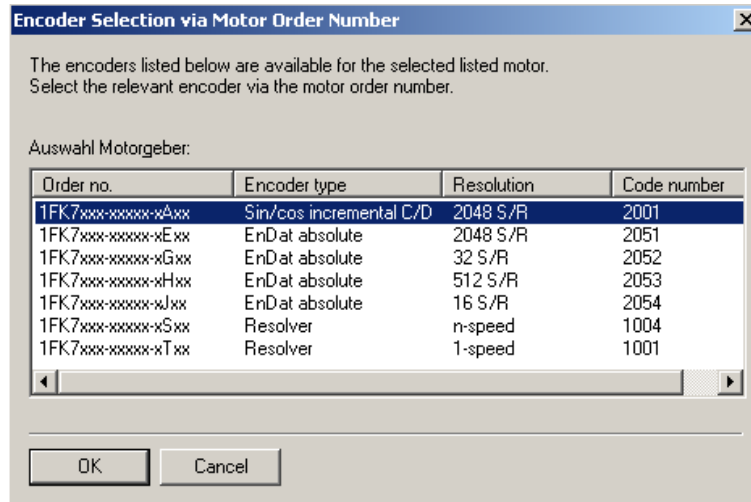 Encoder Selection via Motor Order Number
The encoders listed below are available for the selected listed motor.
Select the relevant encoder via the motor order number.
Auswahl Motorgeber:
Order no. Encoder type Resolution Code number
1FK7xxx-xxxxx-xAxx Sin/cos incremental C/D 2048 S/R 2001
1FK7xxx-xxxxx-xExx EnDat absolute 2048 S/R 2051
1FK7xxx-xxxxx-xGxx EnDat absolute 32 S/R 2052
1FK7xxx-xxxxx-xHxx EnDat absolute 512 S/R 2053
1FK7xxx-xxxxx-xJxx EnDat absolute 16 S/R 2054
1FK7xxx-xxxxx-xSxx Resolver n-speed 1004
1FK7xxx-xxxxx-xTxx Resolver 1-speed 1001
OK Cancel